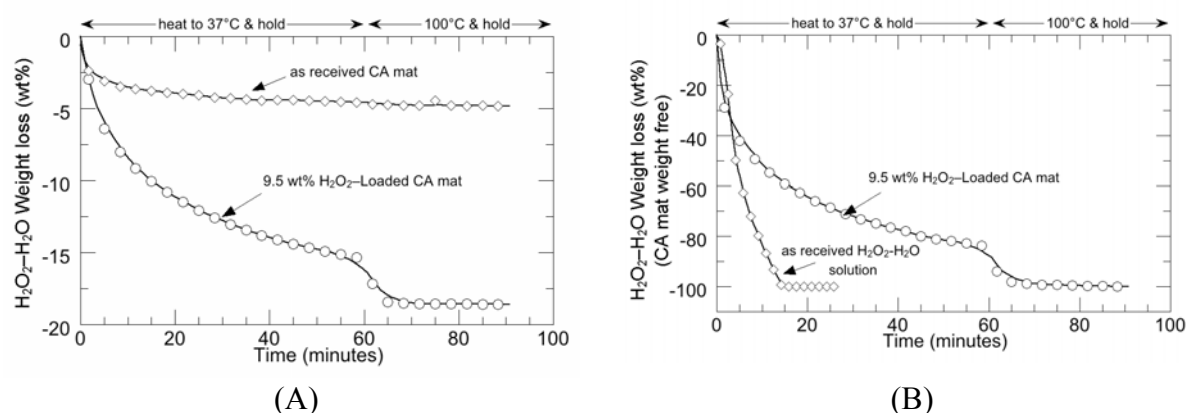 heat to 37°C & hold
100°C & hold
0
-5
-10
-15
-20
H₂O₂–H₂O Weight loss (wt%)
as received CA mat
9.5 wt% H₂O₂–Loaded CA mat
0
20
40
60
80
100
Time (minutes)
(A)
heat to 37°C & hold
100°C & hold
0
-20
-40
-60
-80
-100
H₂O₂–H₂O Weight loss (wt%)
(CA mat weight free)
9.5 wt% H₂O₂–Loaded CA mat
as received H₂O₂-H₂O
solution
0
20
40
60
80
100
Time (minutes)
(B)